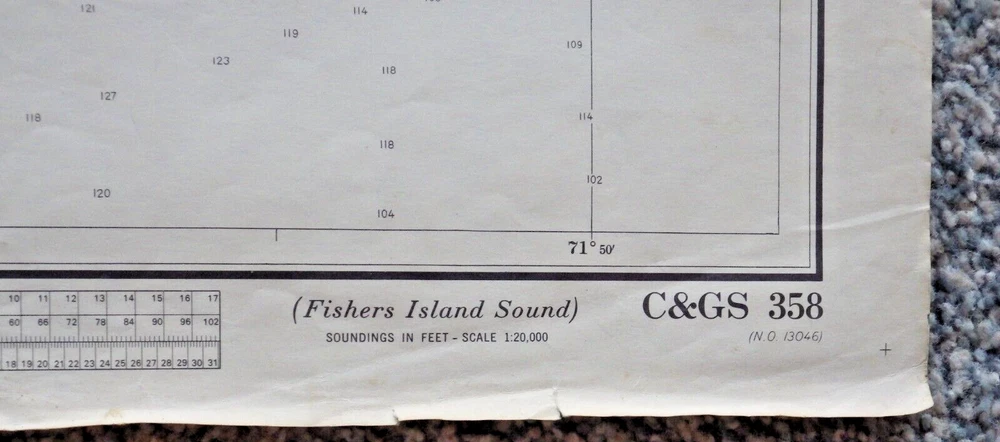 121
114
119
109
123
118
127
114
118
118
102
120
104
71° 50'
10 11 12 13 14 15 16 17
60 66 72 78 84 90 96 102
18 19 20 21 22 23 24 25 26 27 28 29 30 31
(Fishers Island Sound)
SOUNDINGS IN FEET - SCALE 1:20,000
C&GS 358
(N.O. 13046)